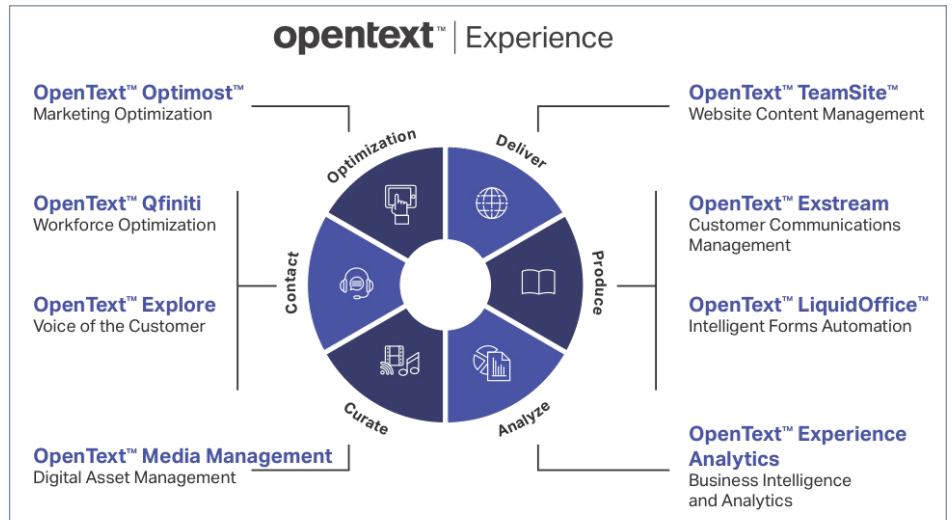 opentext™ | Experience
OpenText™ Optimost™
Marketing Optimization
OpenText™ Qfiniti
Workforce Optimization
OpenText™ Explore
Voice of the Customer
OpenText™ Media Management
Digital Asset Management
Optimization
Deliver
Contact
Produce
Curate
Analyze
OpenText™ TeamSite™
Website Content Management
OpenText™ Exstream
Customer Communications
Management
OpenText™ LiquidOffice™
Intelligent Forms Automation
OpenText™ Experience
Analytics
Business Intelligence
and Analytics